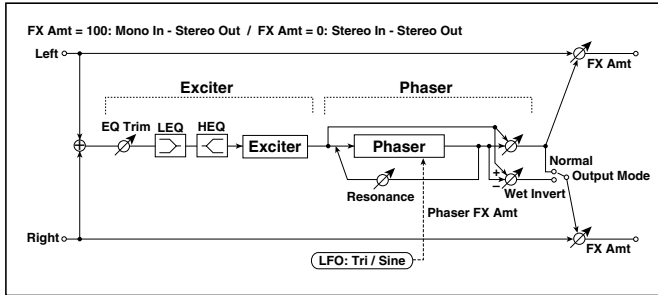 FX Amt = 100: Mono In - Stereo Out / FX Amt = 0: Stereo In - Stereo Out
Left
FX Amt
Exciter
Phaser
EQ Trim
LEQ
HEQ
Exciter
Phaser
Normal
Output Mode
Resonance
+
−
Wet Invert
Phaser FX Amt
Right
LFO: Tri / Sine
FX Amt